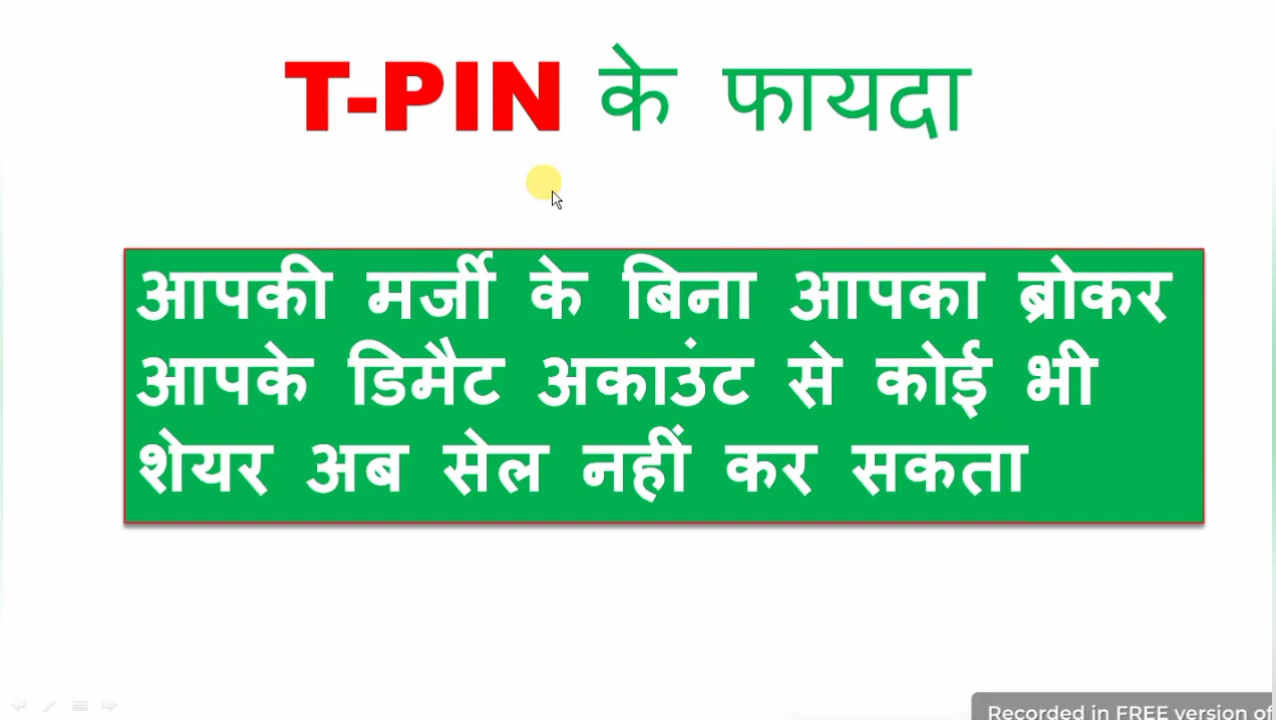 T-PIN के फायदा
आपकी मर्जी के बिना आपका ब्रोकर
आपके डिमैट अकाउंट से कोई भी
शेयर अब सेल नहीं कर सकता
Recorded in FREE version of